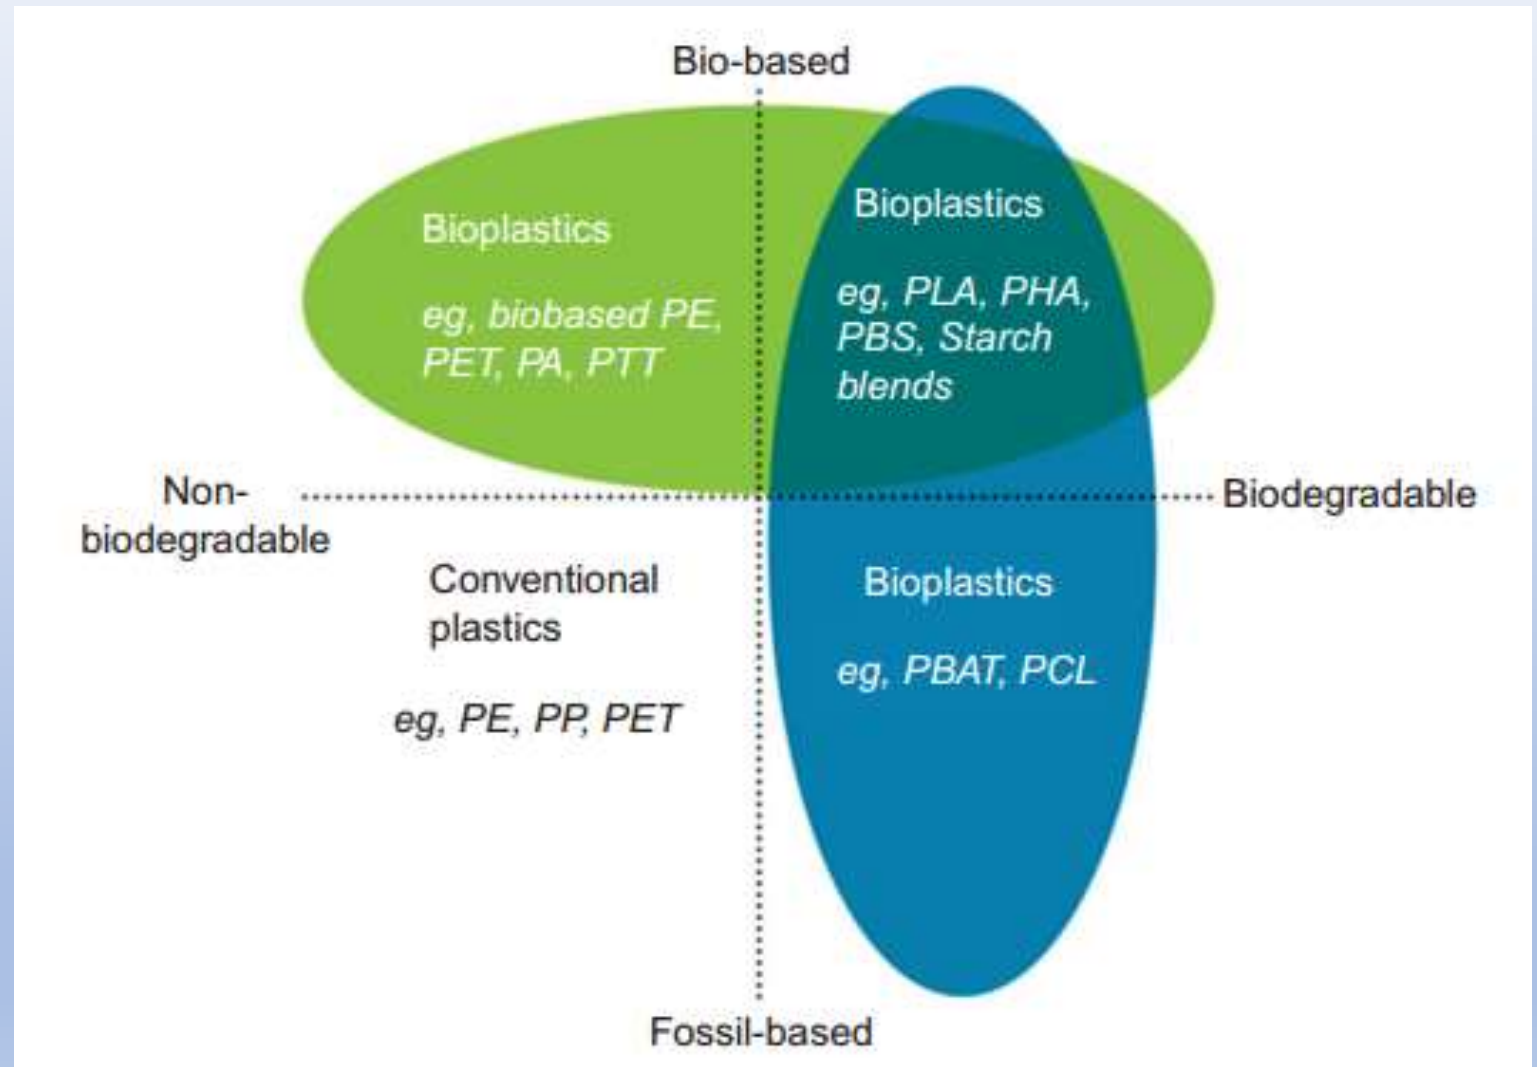 Bio-based
Bioplastics
eg, biobased PE,
PET, PA, PTT
Bioplastics
eg, PLA, PHA,
PBS, Starch
blends
Non-
biodegradable
Biodegradable
Conventional
plastics
eg, PE, PP, PET
Bioplastics
eg, PBAT, PCL
Fossil-based